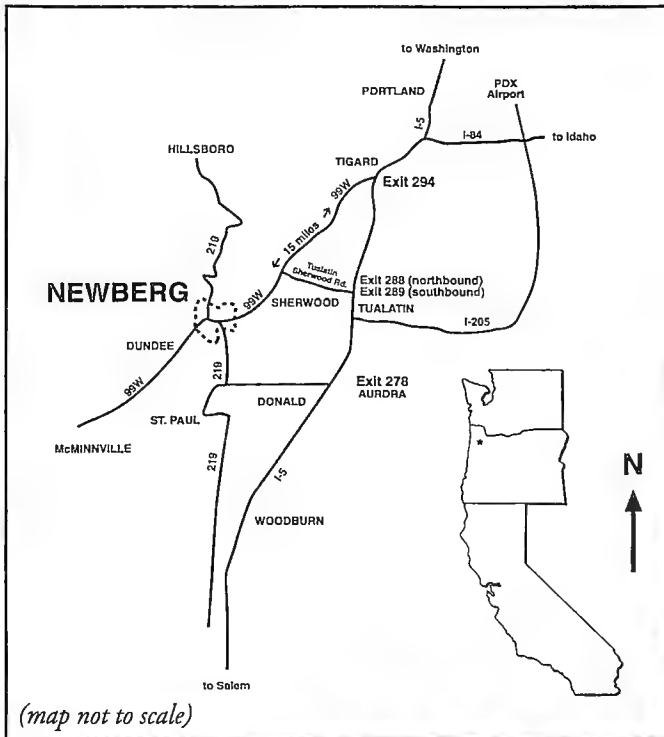 to Washington
PORTLAND
PDX
Airport
I-5
I-84
to Idaho
HILLSBORO
TIGARD
Exit 294
99W
15 miles
219
Tualatin
Sherwood Rd.
Exit 288 (northbound)
Exit 289 (southbound)
NEWBERG
99W
SHERWOOD
TUALATIN
I-205
DUNDEE
219
99W
Exit 278
AURDRA
DONALD
ST. PAUL
McMINNVILLE
219
I-5
WOODBURN
N
to Salem
(map not to scale)